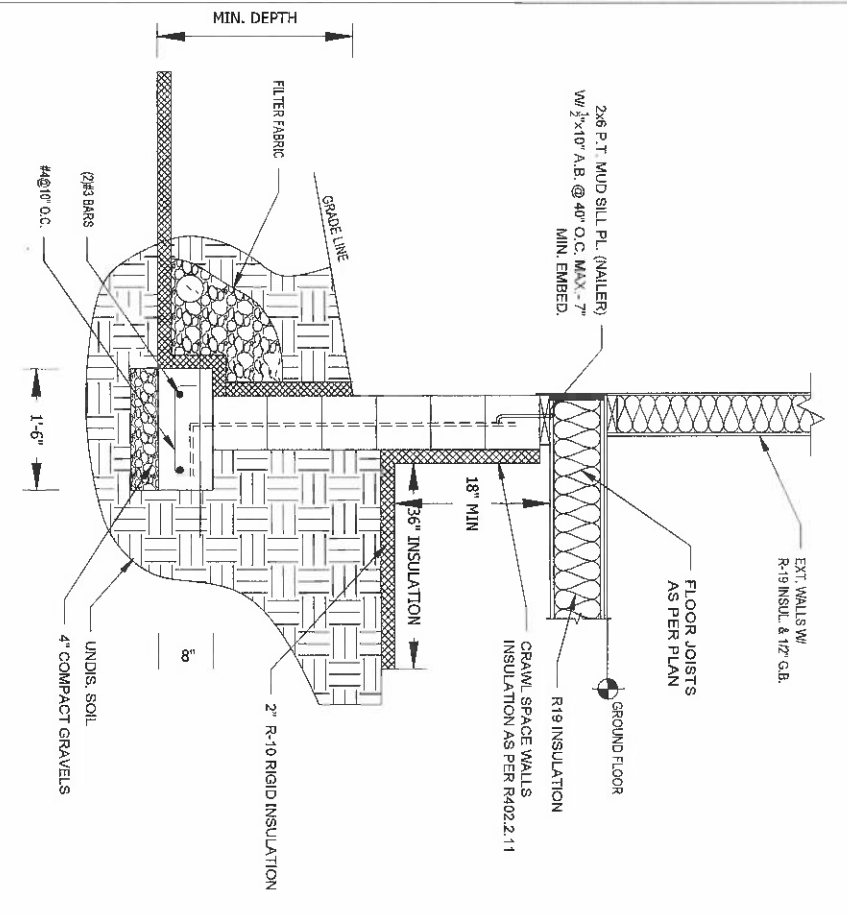 MIN. DEPTH
FILTER FABRIC
GRADE LINE
2x6 P.T. MUD SILL PL. (NAILER)
W/ ½"x10" A.B. @ 40" O.C. MAX.- 7"
MIN. EMBED.
(2)#3 BARS
#4@10" O.C.
1'-6"
8"
18" MIN
36" INSULATION
EXT. WALLS W/
R-19 INSUL. & 1/2" G.B.
FLOOR JOISTS
AS PER PLAN
GROUND FLOOR
R19 INSULATION
CRAWL SPACE WALLS
INSULATION AS PER R402.2.11
2" R-10 RIGID INSULATION
UNDIS. SOIL
4" COMPACT GRAVELS